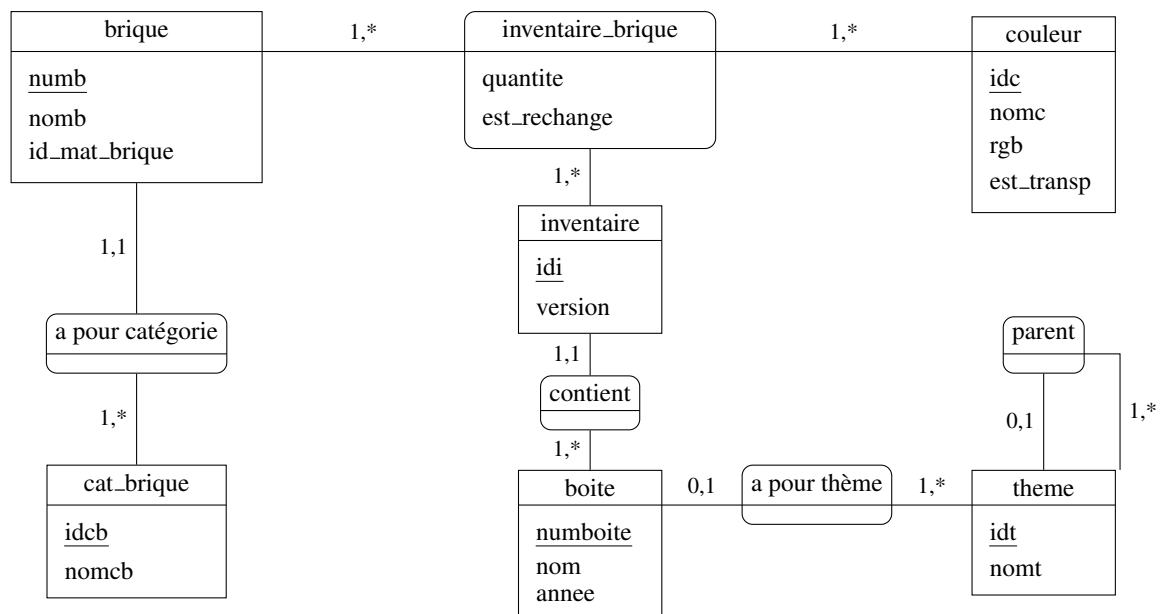 brique
numb
nomb
id_mat_brique
1,*
inventaire_brique
quantite
est_rechange
1,*
couleur
idc
nomc
rgb
est_transp
1,*
inventaire
idi
version
1,1
a pour catégorie
1,*
cat_brique
idcb
nomcb
1,1
contient
1,*
boite
numboite
nom
annee
0,1
a pour thème
1,*
parent
0,1
1,*
theme
idt
nomt